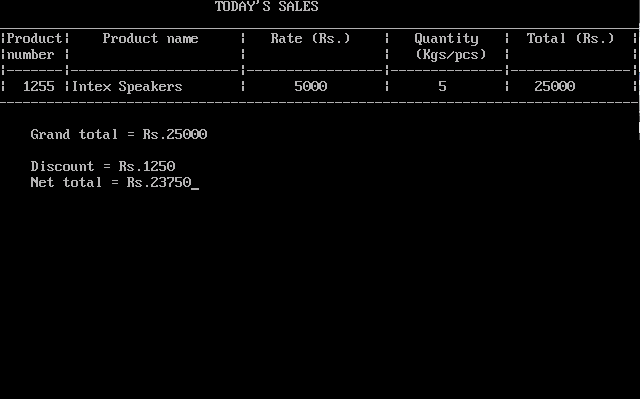 TODAY'S SALES
¦Product¦ Product name ¦ Rate (Rs.) ¦ Quantity ¦ Total (Rs.) ¦
¦number ¦ ¦ ¦ (Kgs/pcs) ¦ ¦
¦ 1255 ¦Intex Speakers ¦ 5000 ¦ 5 ¦ 25000 ¦
Grand total = Rs.25000
Discount = Rs.1250
Net total = Rs.23750_